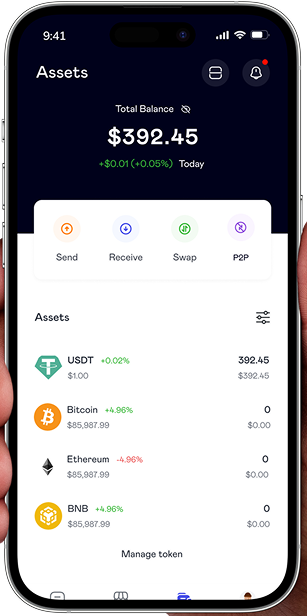 9:41
Assets
Total Balance
$392.45
+$0.01 (+0.05%) Today
Send Receive Swap P2P
Assets
USDT +0.02% 392.45
$1.00 $392.45
Bitcoin +4.96% 0
$85,987.99 $0.00
Ethereum -4.96% 0
$85,987.99 $0.00
BNB +4.96% 0
$85,987.99 $0.00
Manage token